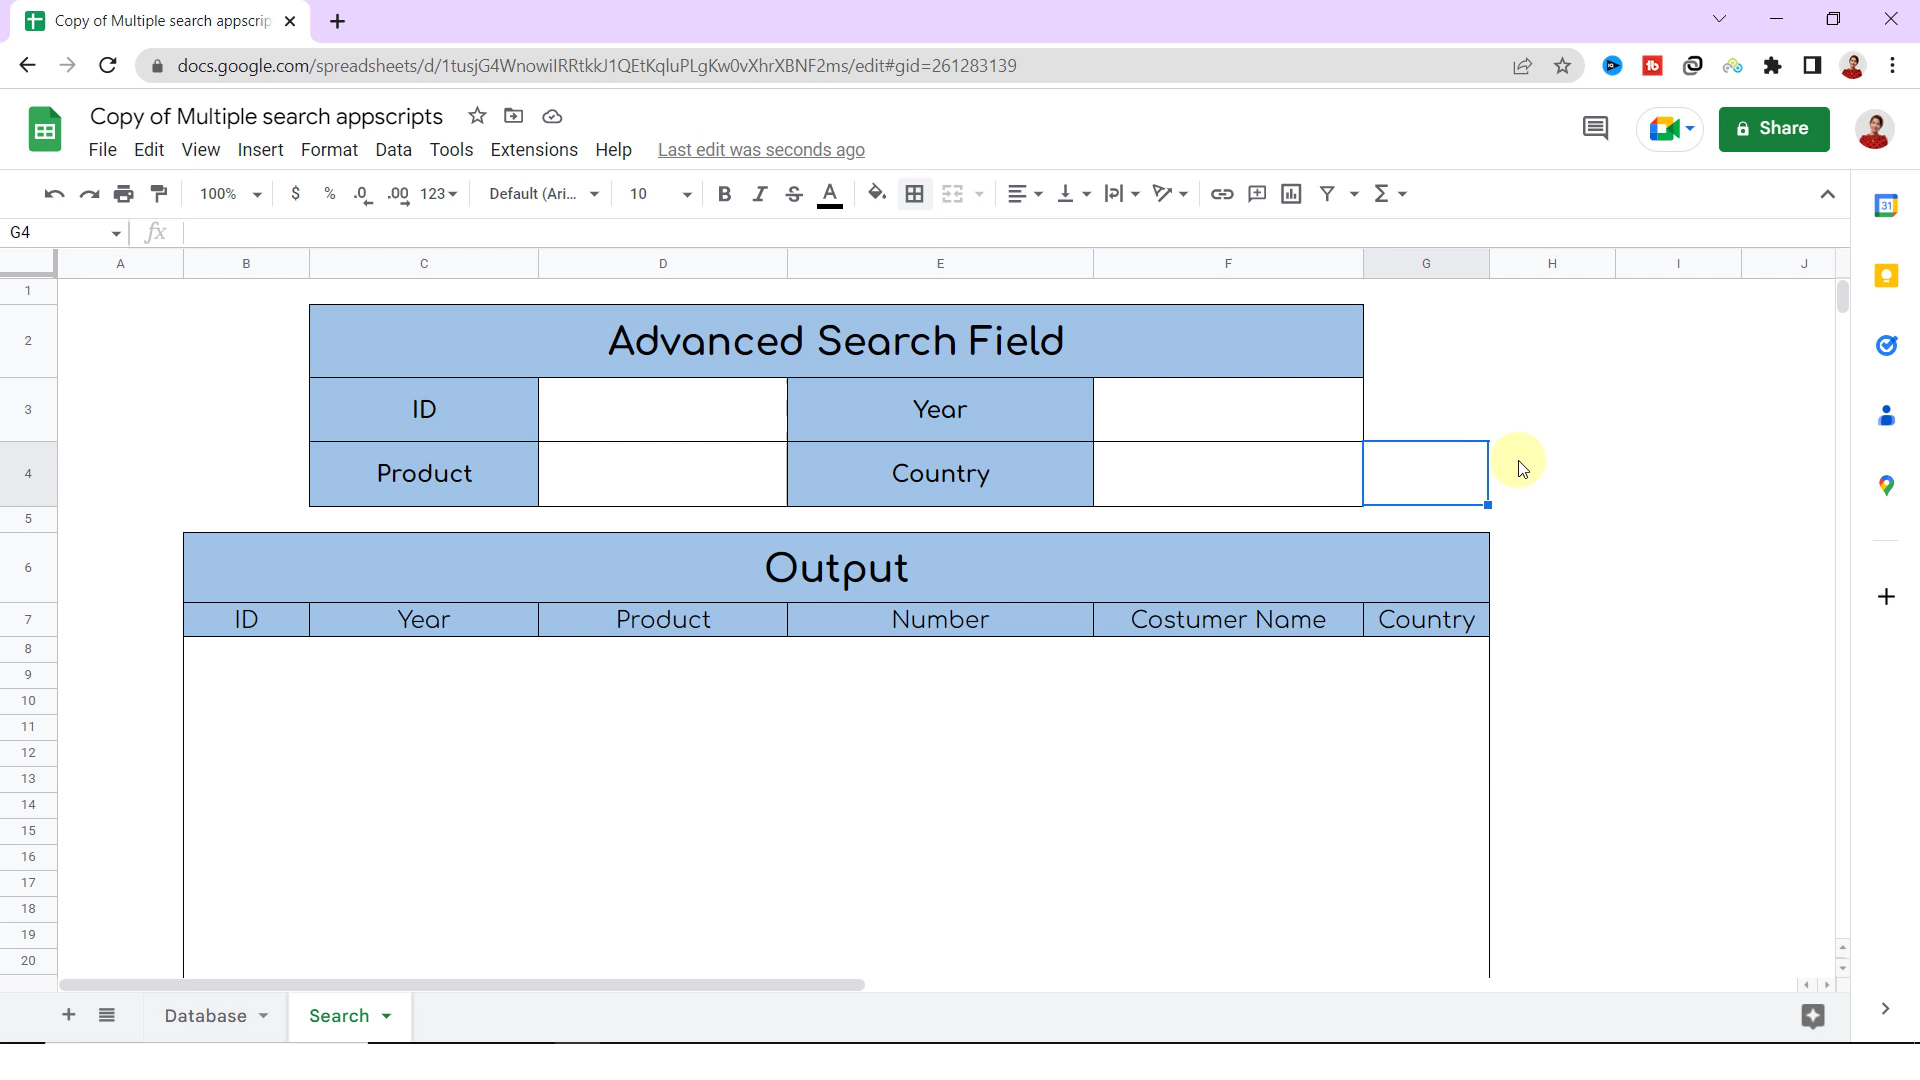 Copy of Multiple search appscrip
docs.google.com/spreadsheets/d/1tusjG4WnowilRRtkkJ1QEtKqluPLgKw0vXhrXBNF2ms/edit#gid=261283139
Copy of Multiple search appscripts
File Edit View Insert Format Data Tools Extensions Help Last edit was seconds ago
Share
100% $ % .0 .00 123 Default (Ari... 10 B I S A
31
G4 fx
A B C D E F G H I J
1
2 Advanced Search Field
3 ID Year
4 Product Country
5
6 Output
7 ID Year Product Number Costumer Name Country
8
9
10
11
12
13
14
15
16
17
18
19
20
Database Search